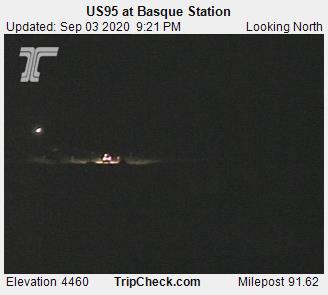 US95 at Basque Station
Updated: Sep 03 2020 9:21 PM Looking North
Elevation 4460 TripCheck.com Milepost 91.62